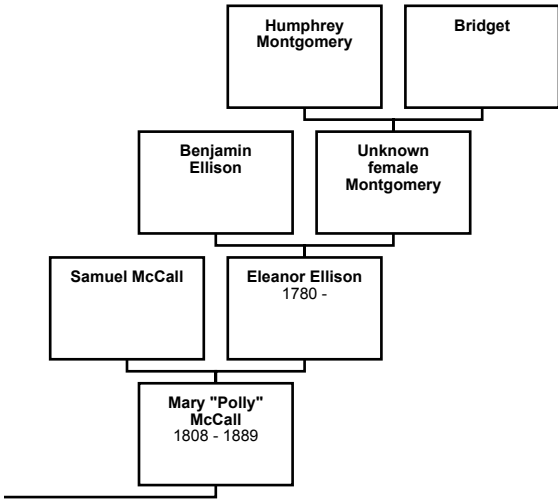 Humphrey
Montgomery
Bridget
Benjamin
Ellison
Unknown
female
Montgomery
Samuel McCall
Eleanor Ellison
1780 -
Mary "Polly"
McCall
1808 - 1889